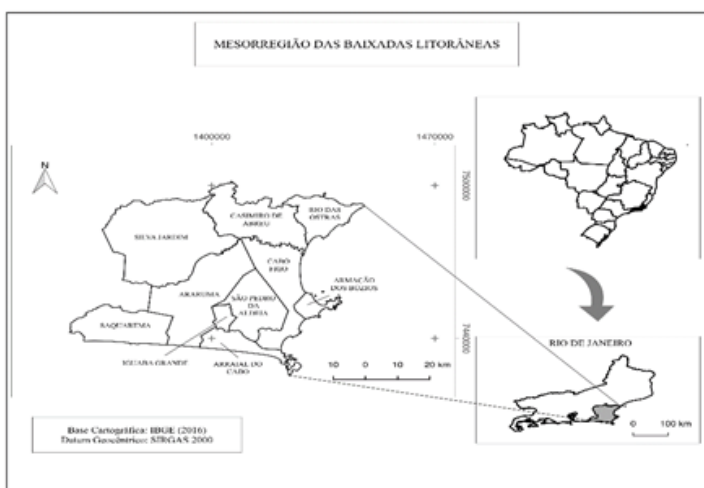 MESORREGIÃO DAS BAIXADAS LITORÂNEAS
1400000
1470000
N
7500000
CASIMIRO DE
ABREU
RIO DAS
OSTRAS
SILVA JARDIM
CABO
FRIO
ARMAÇÃO
DOS BÚZIOS
ARARUAMA
SÃO PEDRO
DA
ALDEIA
SAQUAREMA
7440000
IGUABA GRANDE
ARRAIAL DO
CABO
10 0 10 20 km
RIO DE JANEIRO
0 100 km
Base Cartográfica: IBGE (2016)
Datum Geocêntrico: SIRGAS 2000